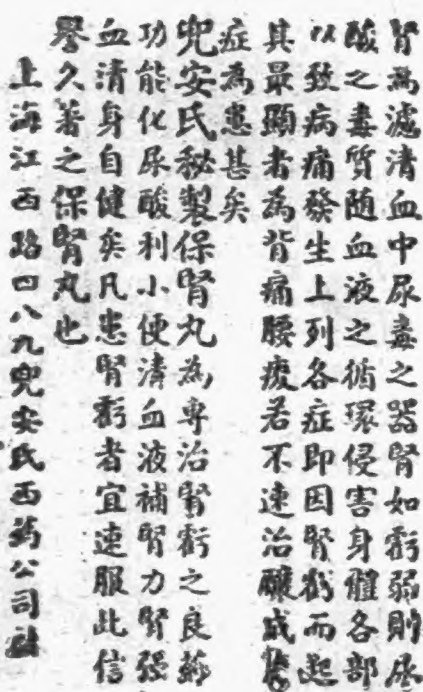 腎為濾清血中尿毒之器腎如虧弱則尿
酸之毒質随血液之循環侵害身體各部
以致病痛發生上列各症即因腎虧而起
其最顯者為背痛腰痠若不速治釀成
症為患甚矣
兜安氏秘製保腎丸為專治腎虧之良藥
功能化尿酸利小便清血液補腎力腎强
血清身自健矣凡患腎虧者宜速服此信
譽久著之保腎丸也
上海江西路四八九兜安氏西药公司